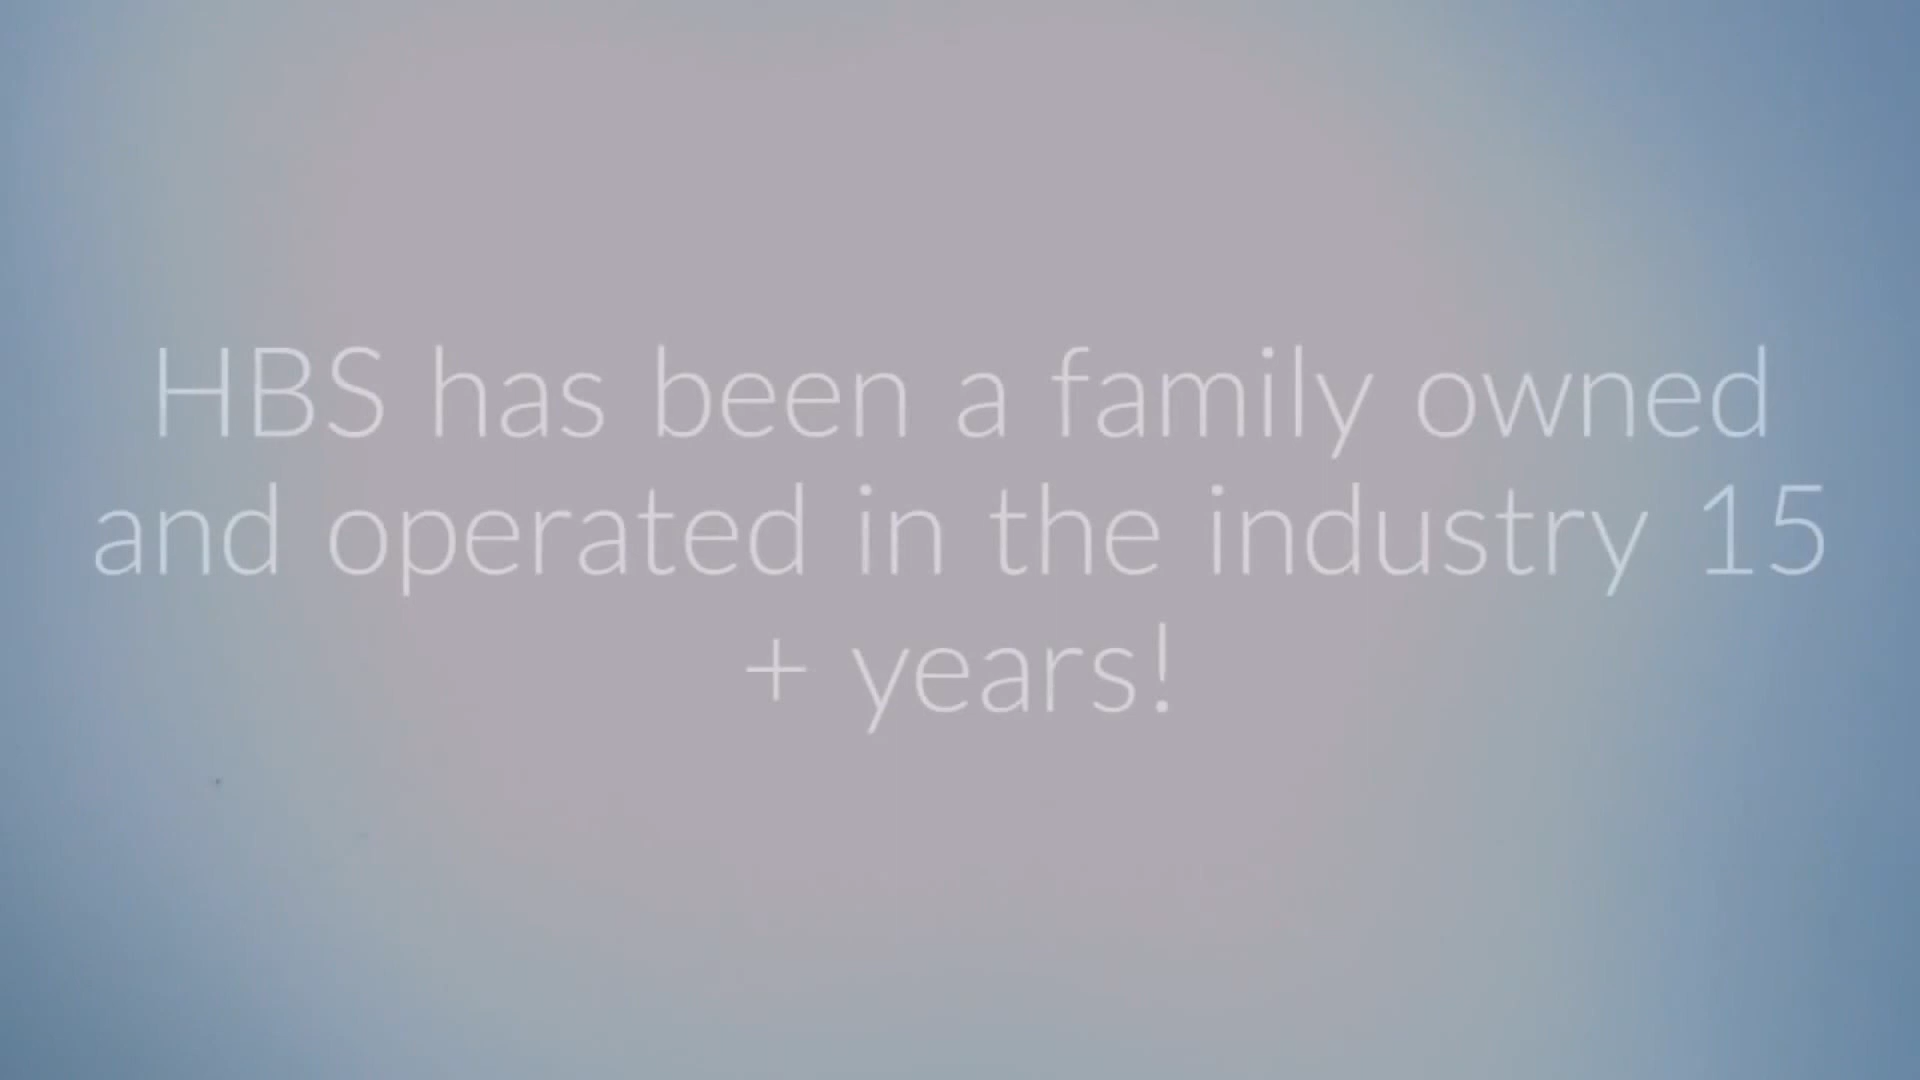 HBS has been a family owned
and operated in the industry 15
+ years!